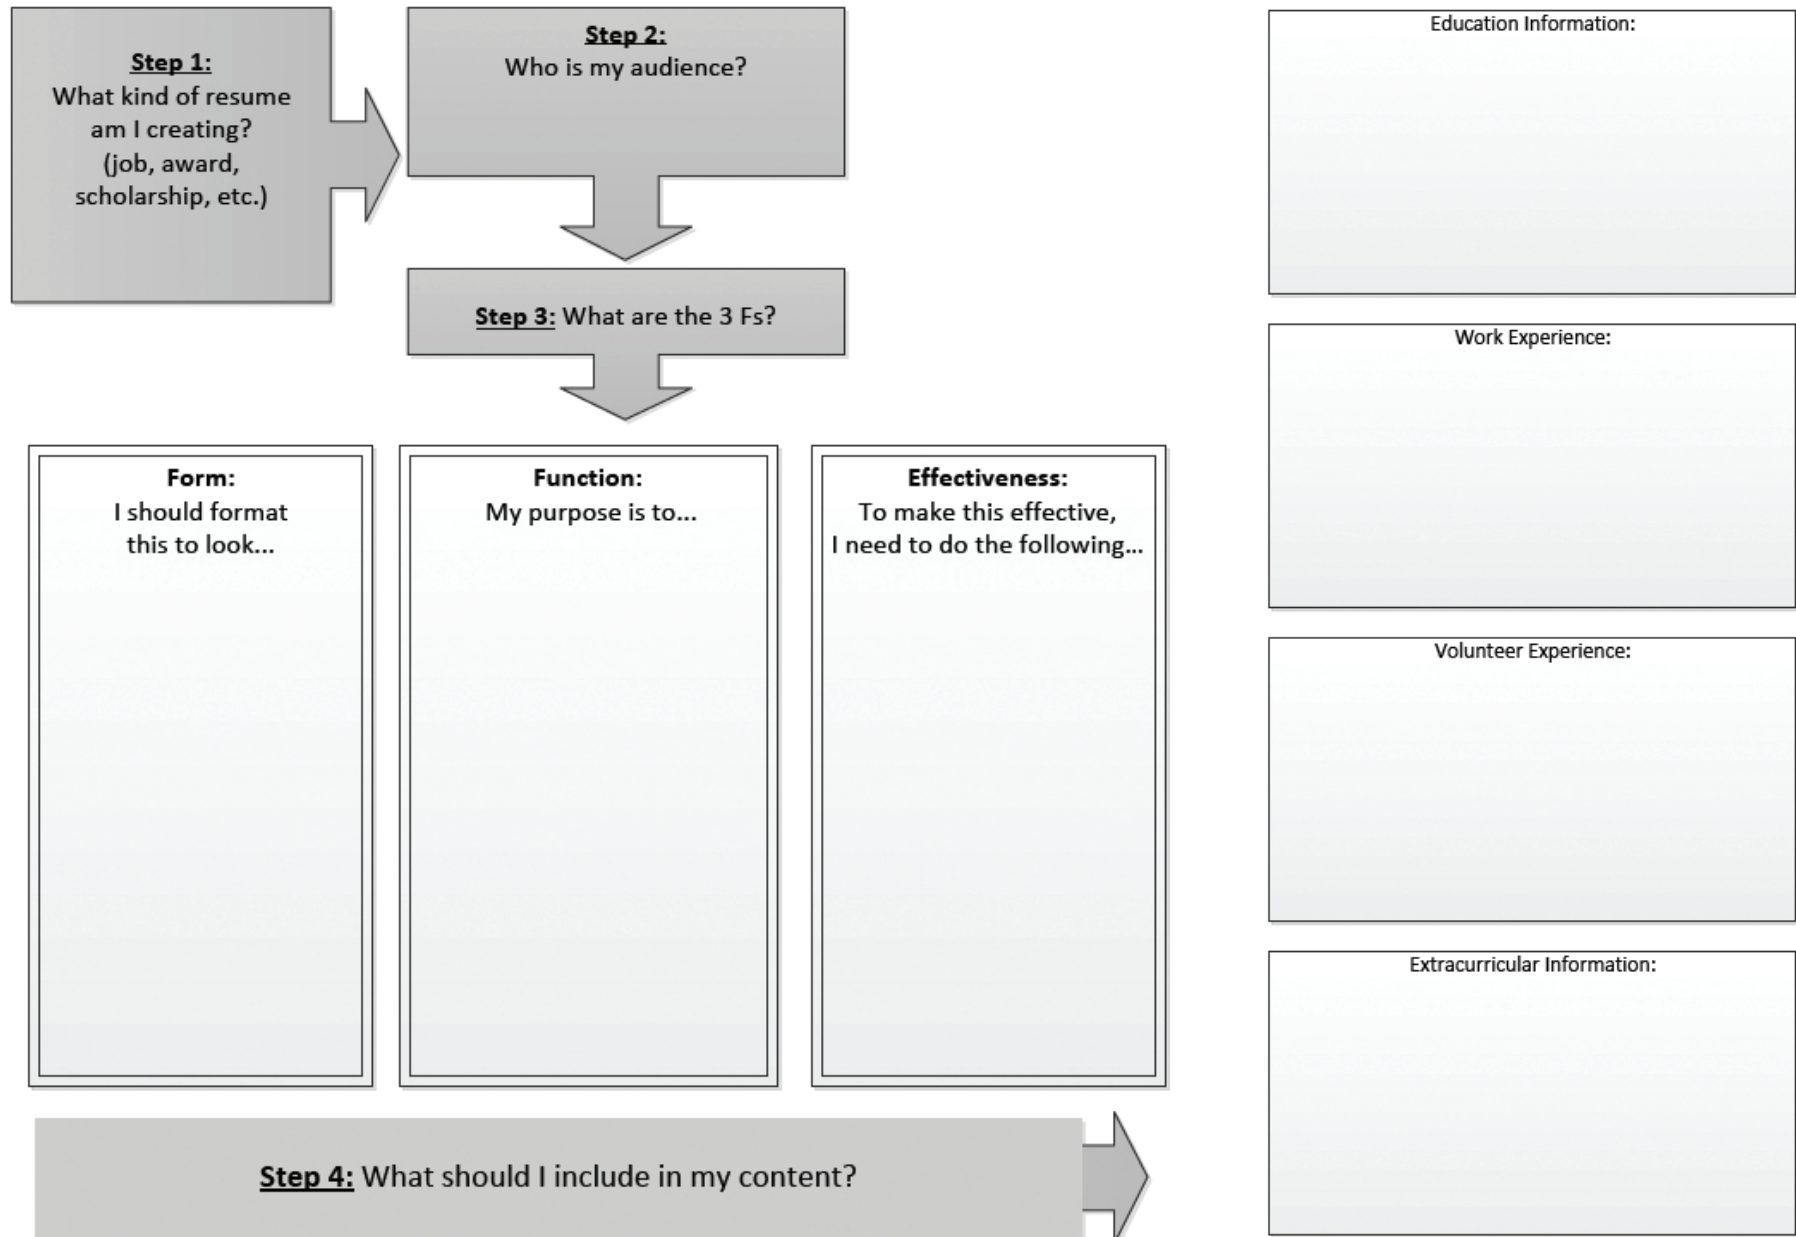 Step 1:
What kind of resume
am I creating?
(job, award,
scholarship, etc.)
Step 2:
Who is my audience?
Step 3: What are the 3 Fs?
Form:
I should format
this to look...
Function:
My purpose is to...
Effectiveness:
To make this effective,
I need to do the following...
Step 4: What should I include in my content?
Education Information:
Work Experience:
Volunteer Experience:
Extracurricular Information: